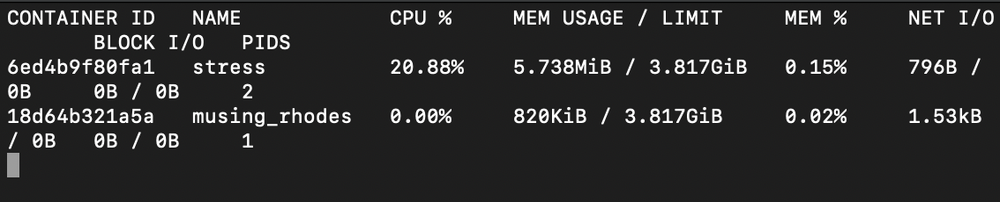 CONTAINER ID   NAME            CPU %     MEM USAGE / LIMIT     MEM %     NET I/O
       BLOCK I/O   PIDS
6ed4b9f80fa1   stress          20.88%    5.738MiB / 3.817GiB   0.15%     796B /
0B     0B / 0B     2
18d64b321a5a   musing_rhodes   0.00%     820KiB / 3.817GiB     0.02%     1.53kB
/ 0B   0B / 0B     1